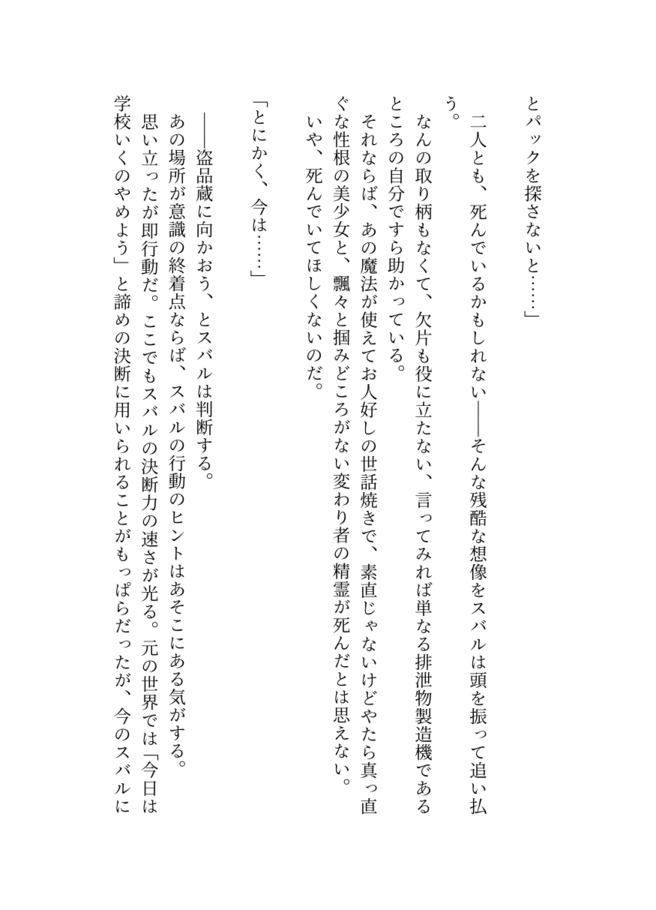 とパックを探さないと……」
二人とも、死んでいるかもしれない――そんな残酷な想像をスバルは頭を振って追い払
う。
なんの取り柄もなくて、欠片も役に立たない、言ってみれば単なる排泄物製造機である
ところの自分ですら助かっている。
それならば、あの魔法が使えてお人好しの世話焼きで、素直じゃないけどやたら真っ直
ぐな性根の美少女と、飄々と掴みどころがない変わり者の精霊が死んだとは思えない。
いや、死んでいてほしくないのだ。
「とにかく、今は……」
――盗品蔵に向かおう、とスバルは判断する。
あの場所が意識の終着点ならば、スバルの行動のヒントはあそこにある気がする。
思い立ったが即行動だ。ここでもスバルの決断力の速さが光る。元の世界では「今日は
学校いくのやめよう」と諦めの決断に用いられることがもっぱらだったが、今のスバルに